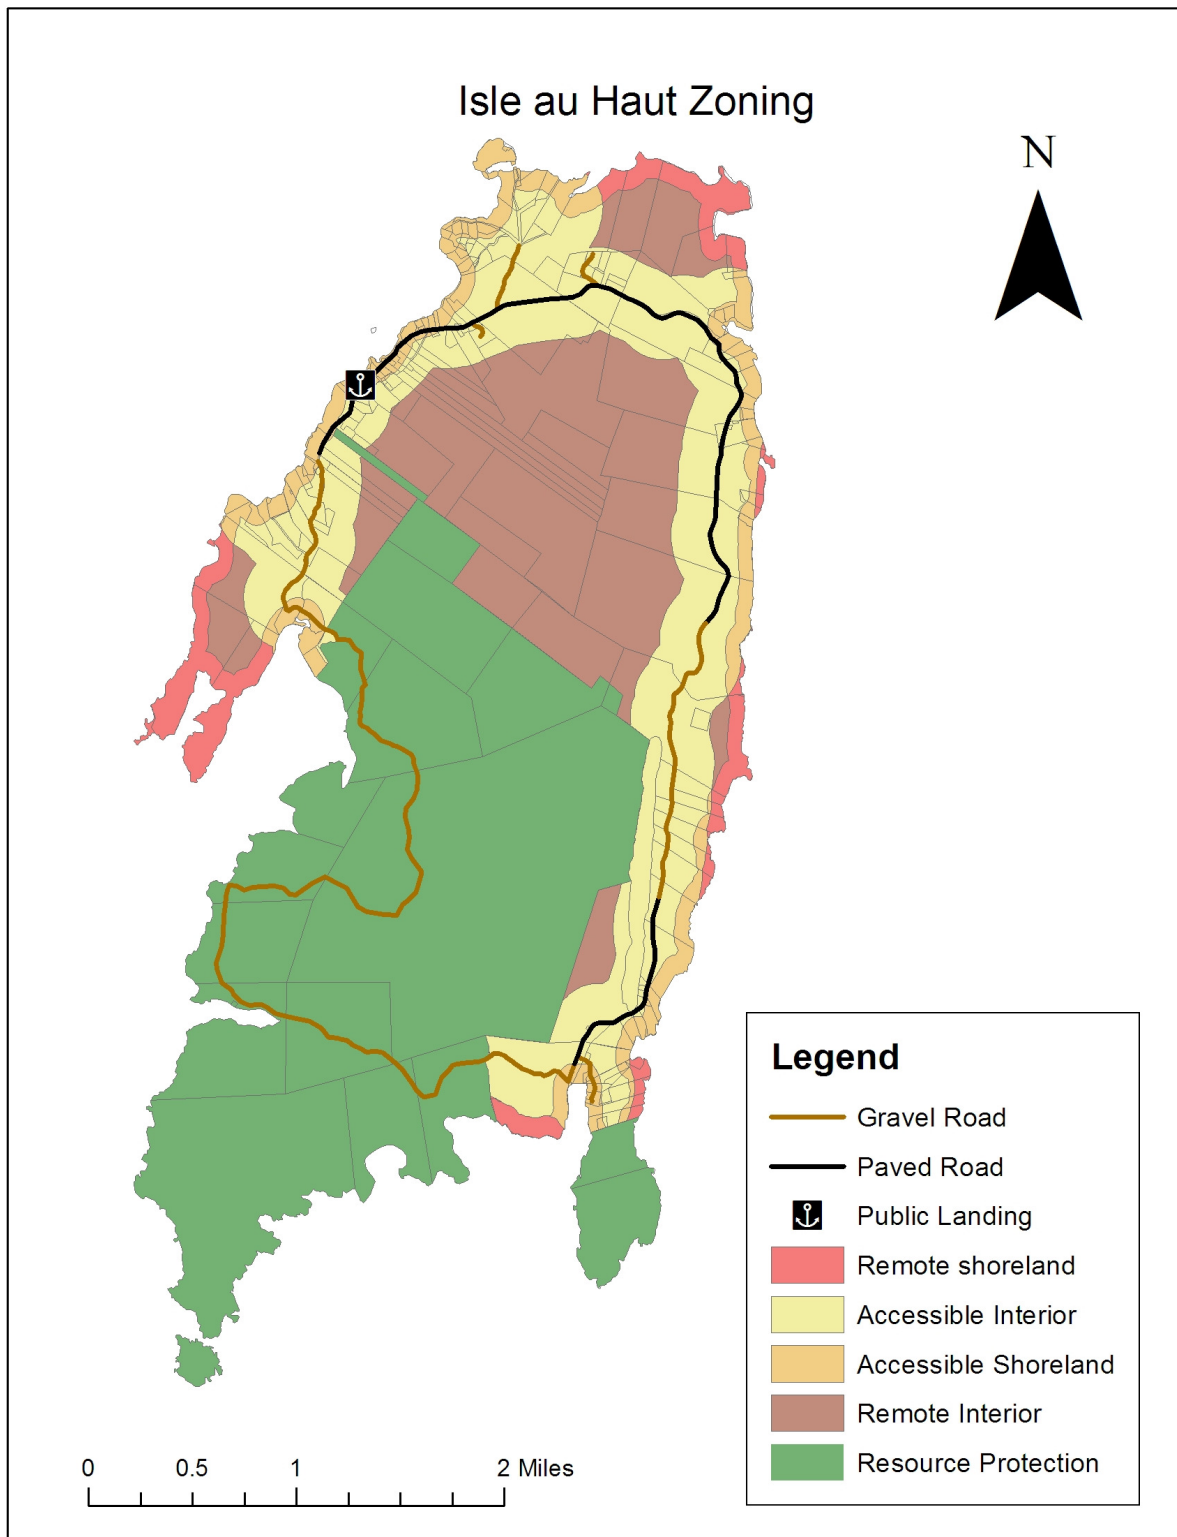 Isle au Haut Zoning
N
Legend
Gravel Road
Paved Road
Public Landing
Remote shoreland
Accessible Interior
Accessible Shoreland
Remote Interior
Resource Protection
0 0.5 1 2 Miles